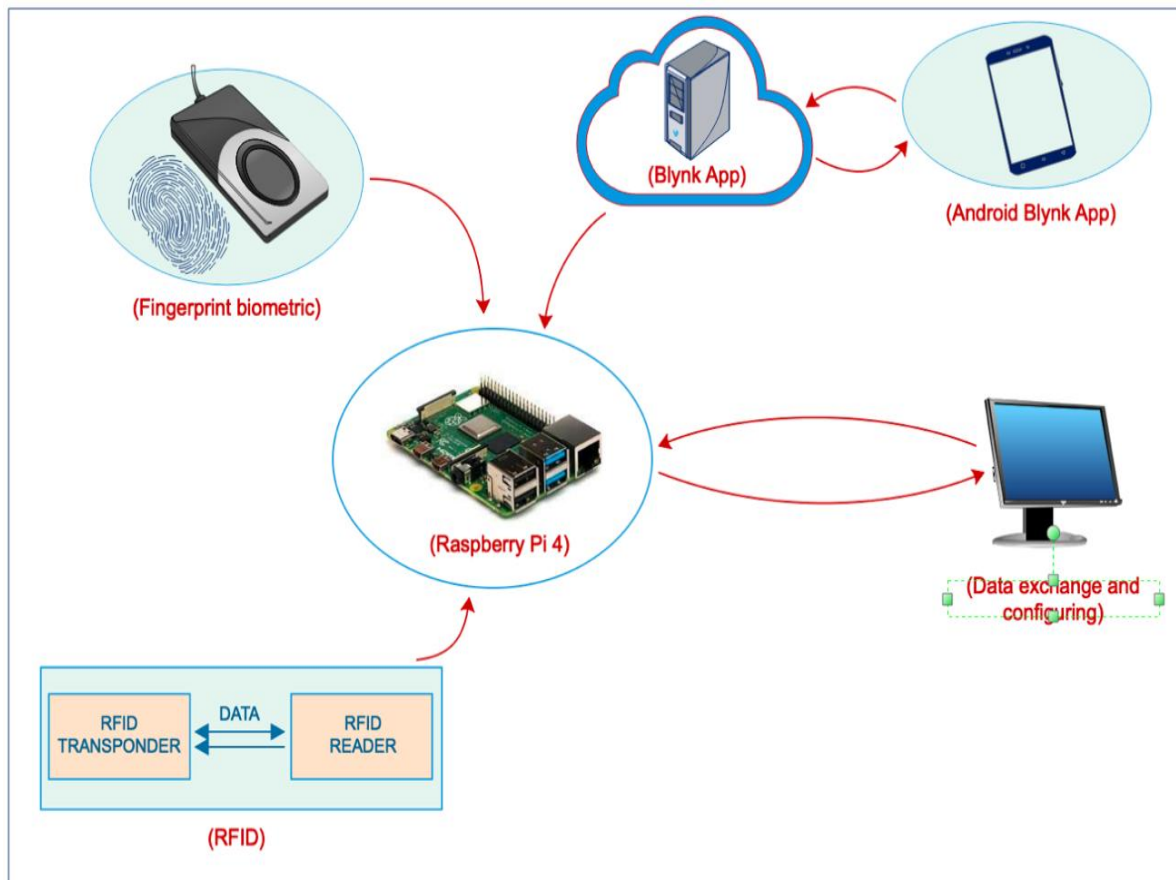 (Blynk App)
(Android Blynk App)
(Fingerprint biometric)
(Raspberry Pi 4)
(Data exchange and
configuring)
RFID
TRANSPONDER
DATA
RFID
READER
(RFID)